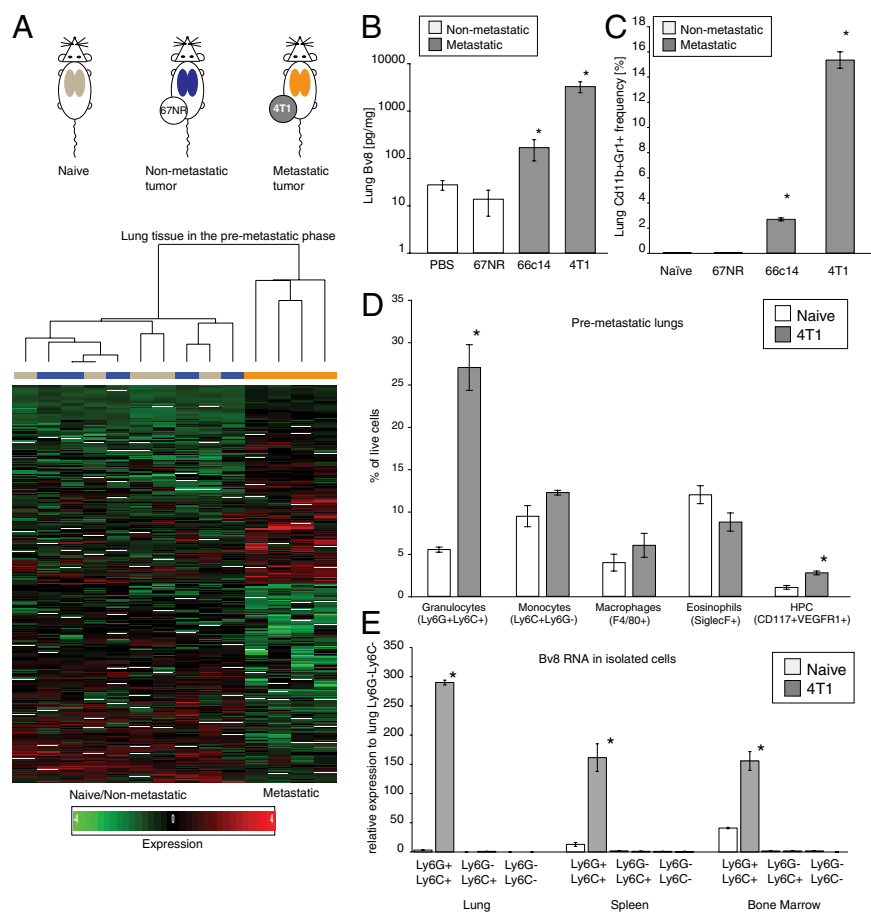 A
67NR
4T1
Naive
Non-metastatic
tumor
Metastatic
tumor
Lung tissue in the pre-metastatic phase
Naive/Non-metastatic
Metastatic
-4
0
4
Expression
B
Non-metastatic
Metastatic
Lung Bv8 [pg/mg]
10000
1000
100
10
1
*
*
PBS
67NR
66c14
4T1
C
Non-metastatic
Metastatic
Lung Cd11b+Gr1+ frequency [%]
16
14
12
10
8
6
4
2
0
*
*
Naïve
67NR
66c14
4T1
D
Pre-metastatic lungs
Naive
4T1
% of live cells
35
30
25
20
15
10
5
0
*
*
Granulocytes
(Ly6G+Ly6C+)
Monocytes
(Ly6C+Ly6G-)
Macrophages
(F4/80+)
Eosinophils
(SiglecF+)
HPC
(CD117+VEGFR1+)
E
Bv8 RNA in isolated cells
Naive
4T1
relative expression to lung Ly6G-Ly6C-
350
300
250
200
150
100
50
0
*
*
*
Ly6G+
Ly6C+
Ly6G-
Ly6C+
Ly6G-
Ly6C-
Ly6G+
Ly6C+
Ly6G-
Ly6C+
Ly6G-
Ly6C-
Ly6G+
Ly6C+
Ly6G-
Ly6C+
Ly6G-
Ly6C-
Lung
Spleen
Bone Marrow